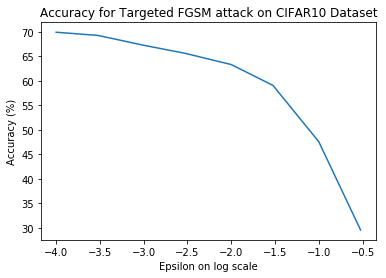 Accuracy for Targeted FGSM attack on CIFAR10 Dataset
Accuracy (%)
70
65
60
55
50
45
40
35
30
−4.0 −3.5 −3.0 −2.5 −2.0 −1.5 −1.0 −0.5
Epsilon on log scale